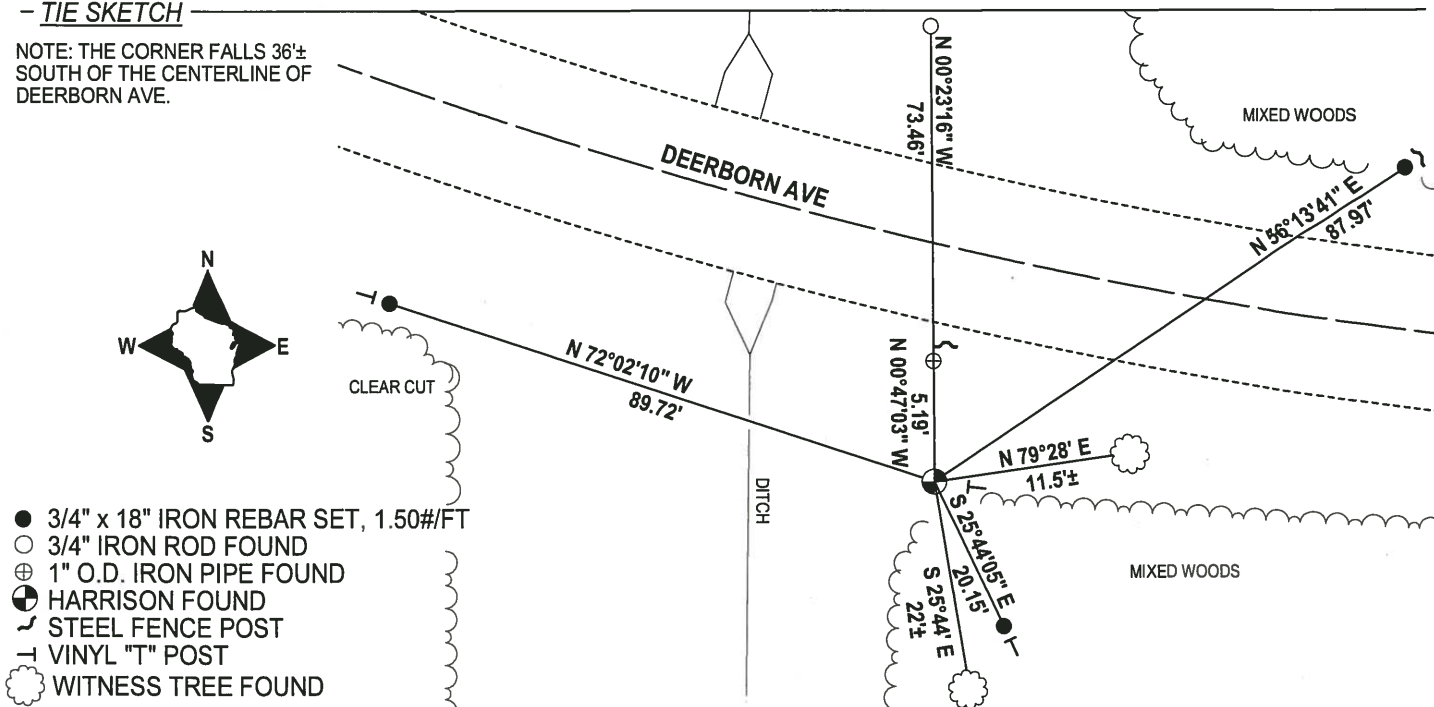 - TIE SKETCH
NOTE: THE CORNER FALLS 36'±
SOUTH OF THE CENTERLINE OF
DEERBORN AVE.
N 00°23'16" W
73.46'
MIXED WOODS
DEERBORN AVE
N 56°13'41" E
87.97'
N
W
E
S
N 72°02'10" W
89.72'
CLEAR CUT
5.19'
N 00°47'03" W
N 79°28' E
11.5'±
DITCH
S 25°44'05" E
20.15'
S 25°44' E
22'±
MIXED WOODS
3/4" x 18" IRON REBAR SET, 1.50#/FT
3/4" IRON ROD FOUND
1" O.D. IRON PIPE FOUND
HARRISON FOUND
STEEL FENCE POST
VINYL "T" POST
WITNESS TREE FOUND